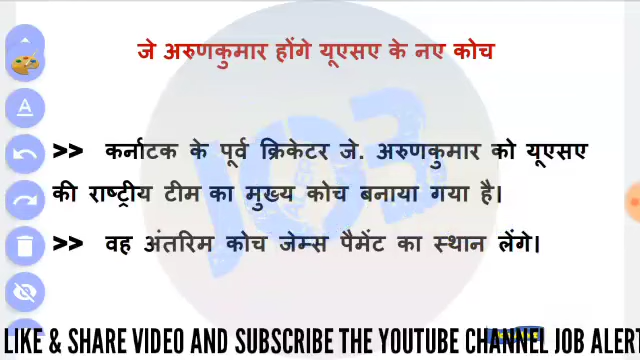 जे अरुणकुमार होंगे यूएसए के नए कोच
>> कर्नाटक के पूर्व क्रिकेटर जे. अरुणकुमार को यूएसए
की राष्ट्रीय टीम का मुख्य कोच बनाया गया है।
>> वह अंतरिम कोच जेम्स पैमेंट का स्थान लेंगे।
JOB
LIKE & SHARE VIDEO AND SUBSCRIBE THE YOUTUBE CHANNEL JOB ALERT